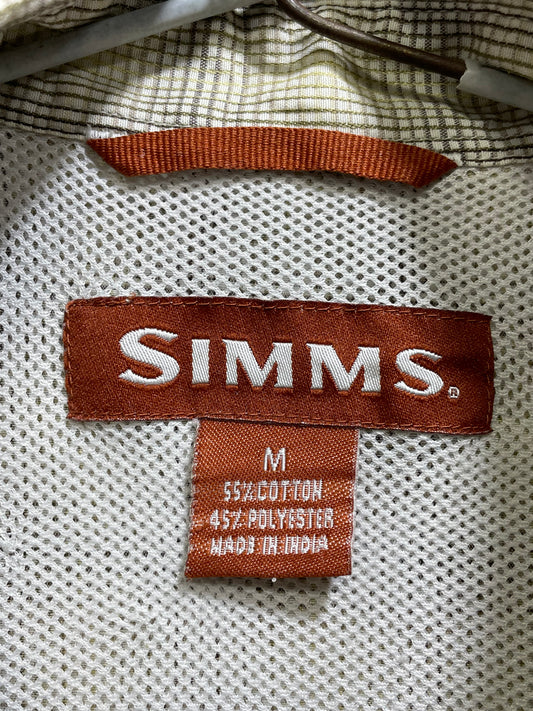 SIMMS®
M
55% COTTON
45% POLYESTER
MADE IN INDIA